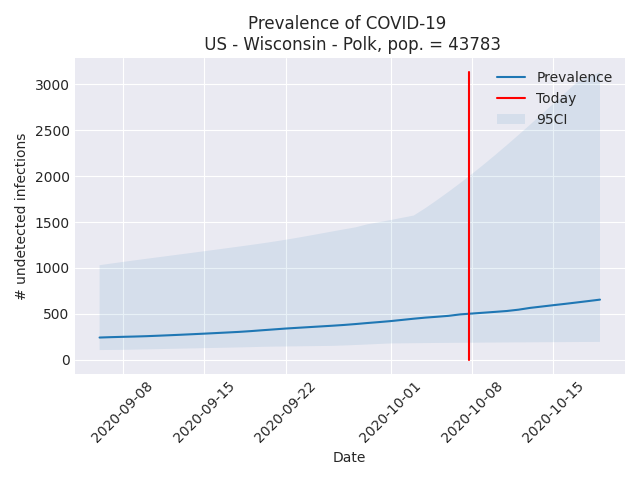 Prevalence of COVID-19
US - Wisconsin - Polk, pop. = 43783
Prevalence
Today
95CI
3000
2500
2000
1500
1000
500
0
# undetected infections
2020-09-08
2020-09-15
2020-09-22
2020-10-01
2020-10-08
2020-10-15
Date